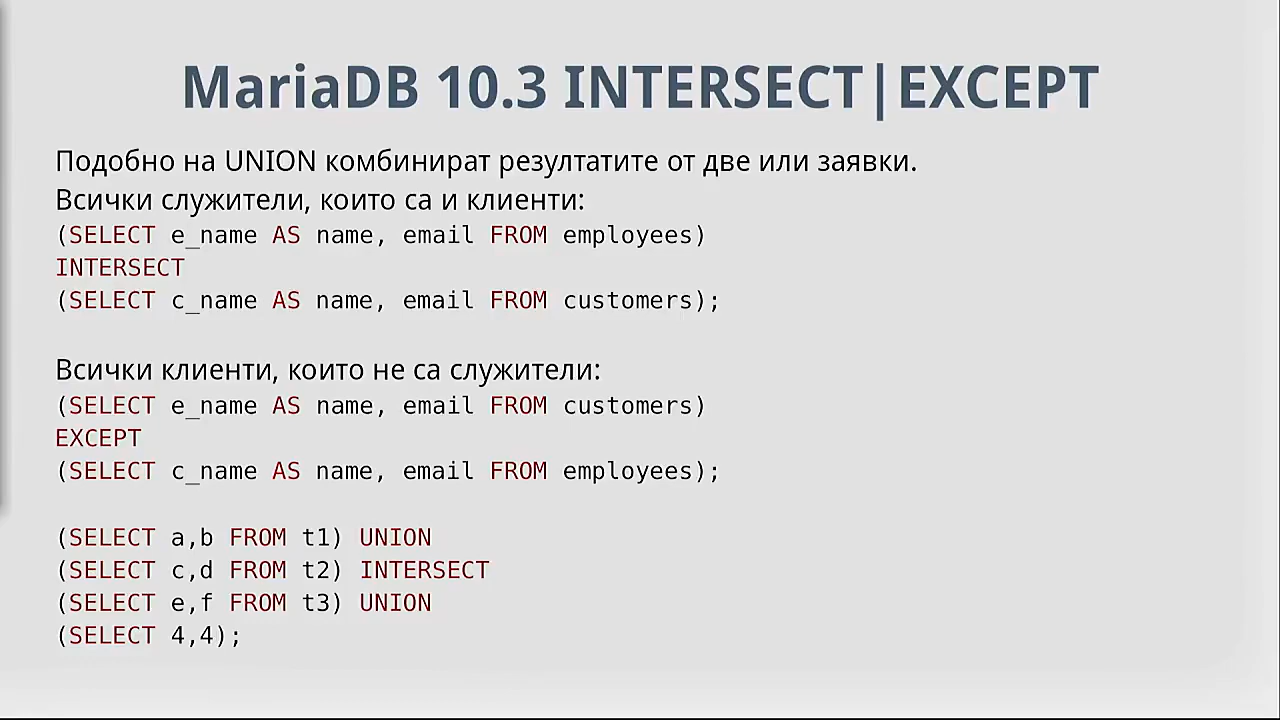 MariaDB 10.3 INTERSECT|EXCEPT
Подобно на UNION комбинират резултатите от две или заявки.
Всички служители, които са и клиенти:
(SELECT e_name AS name, email FROM employees)
INTERSECT
(SELECT c_name AS name, email FROM customers);
Всички клиенти, които не са служители:
(SELECT e_name AS name, email FROM customers)
EXCEPT
(SELECT c_name AS name, email FROM employees);
(SELECT a,b FROM t1) UNION
(SELECT c,d FROM t2) INTERSECT
(SELECT e,f FROM t3) UNION
(SELECT 4,4);